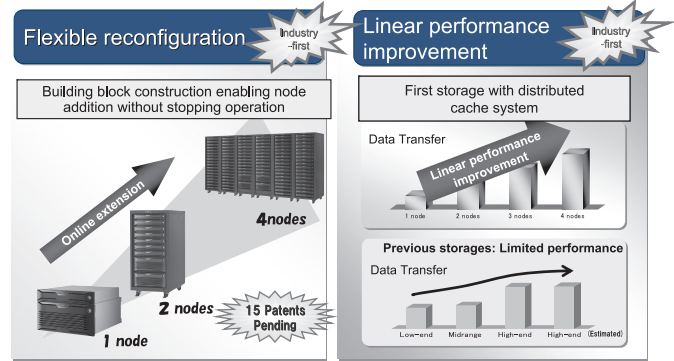 Flexible reconfiguration
Industry
-first
Building block construction enabling node
addition without stopping operation
Online extension
4nodes
2 nodes
1 node
15 Patents
Pending
Linear performance
improvement
Industry
-first
First storage with distributed
cache system
Data Transfer
Linear performance
improvement
1 node
2 nodes
3 nodes
4 nodes
Previous storages: Limited performance
Data Transfer
Low-end
Midrange
High-end
High-end (Estimated)